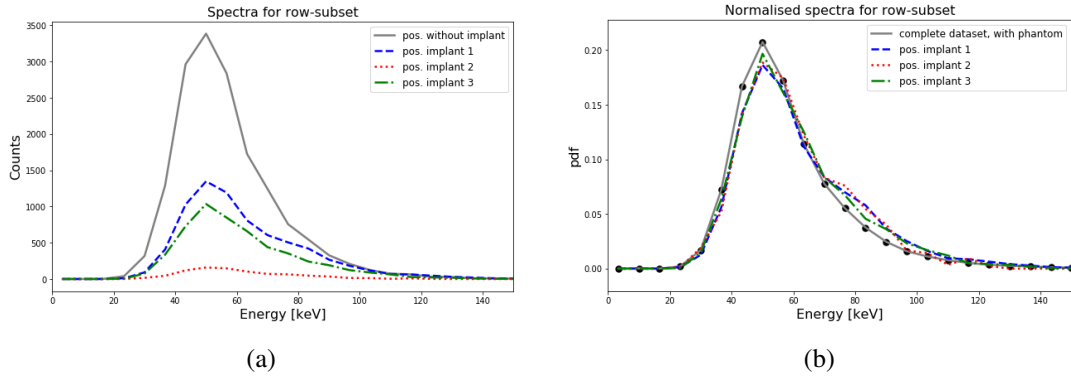 Spectra for row-subset
3500
3000
2500
2000
1500
1000
500
0
Counts
0 20 40 60 80 100 120 140
Energy [keV]
pos. without implant
pos. implant 1
pos. implant 2
pos. implant 3
(a)
Normalised spectra for row-subset
0.20
0.15
0.10
0.05
0.00
pdf
0 20 40 60 80 100 120 140
Energy [keV]
complete dataset, with phantom
pos. implant 1
pos. implant 2
pos. implant 3
(b)